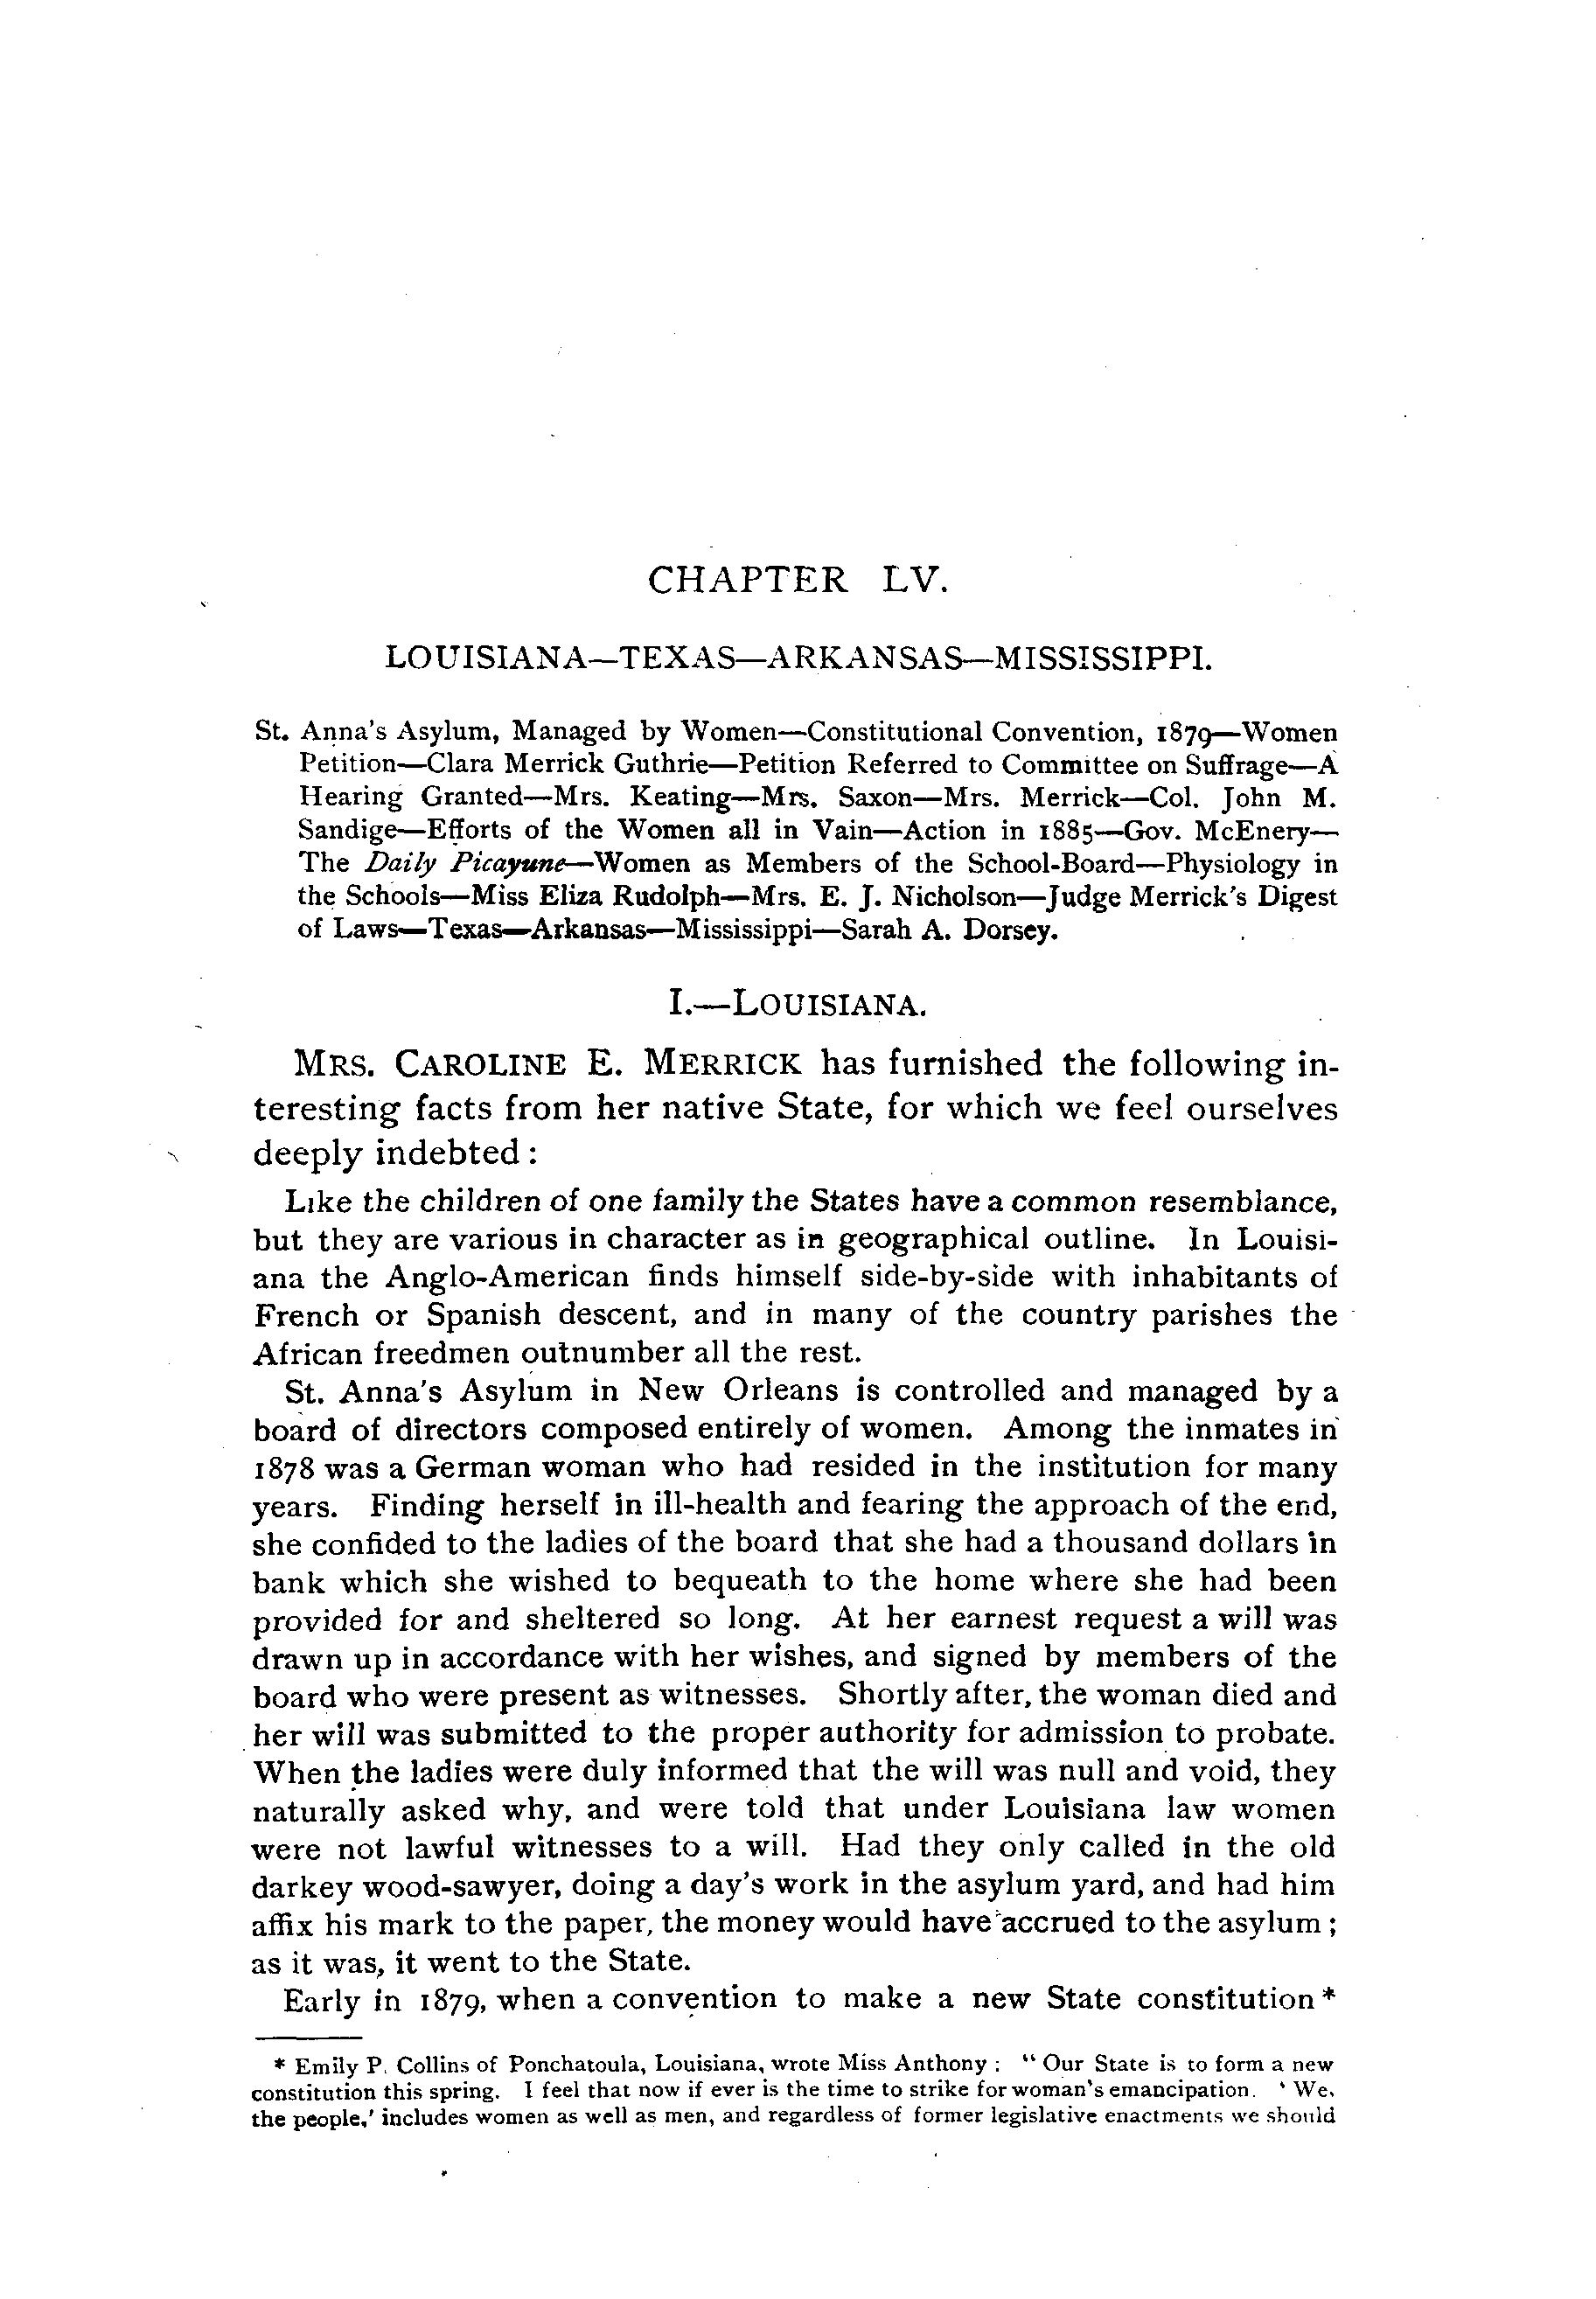 CHAPTER LV.
LOUISIANA—TEXAS—ARKANSAS—MISSISSIPPI.
St. Anna's Asylum, Managed by Women—Constitutional Convention, 1879—Women
Petition—Clara Merrick Guthrie—Petition Referred to Committee on Suffrage—A
Hearing Granted—Mrs. Keating—Mrs. Saxon—Mrs. Merrick—Col. John M.
Sandige—Efforts of the Women all in Vain—Action in 1885—Gov. McEnery—
The Daily Picayune—Women as Members of the School-Board—Physiology in
the Schools—Miss Eliza Rudolph—Mrs. E. J. Nicholson—Judge Merrick's Digest
of Laws—Texas—Arkansas—Mississippi—Sarah A. Dorsey.
I.—LOUISIANA.
MRS. CAROLINE E. MERRICK has furnished the following in-
teresting facts from her native State, for which we feel ourselves
deeply indebted :
Like the children of one family the States have a common resemblance,
but they are various in character as in geographical outline. In Louisi-
ana the Anglo-American finds himself side-by-side with inhabitants of
French or Spanish descent, and in many of the country parishes the
African freedmen outnumber all the rest.
St. Anna's Asylum in New Orleans is controlled and managed by a
board of directors composed entirely of women. Among the inmates in
1878 was a German woman who had resided in the institution for many
years. Finding herself in ill-health and fearing the approach of the end,
she confided to the ladies of the board that she had a thousand dollars in
bank which she wished to bequeath to the home where she had been
provided for and sheltered so long. At her earnest request a will was
drawn up in accordance with her wishes, and signed by members of the
board who were present as witnesses. Shortly after, the woman died and
her will was submitted to the proper authority for admission to probate.
When the ladies were duly informed that the will was null and void, they
naturally asked why, and were told that under Louisiana law women
were not lawful witnesses to a will. Had they only called in the old
darkey wood-sawyer, doing a day's work in the asylum yard, and had him
affix his mark to the paper, the money would have accrued to the asylum ;
as it was, it went to the State.
Early in 1879, when a convention to make a new State constitution *
* Emily P. Collins of Ponchatoula, Louisiana, wrote Miss Anthony : " Our State is to form a new
constitution this spring. I feel that now if ever is the time to strike for woman's emancipation. ' We,
the people,' includes women as well as men, and regardless of former legislative enactments we should